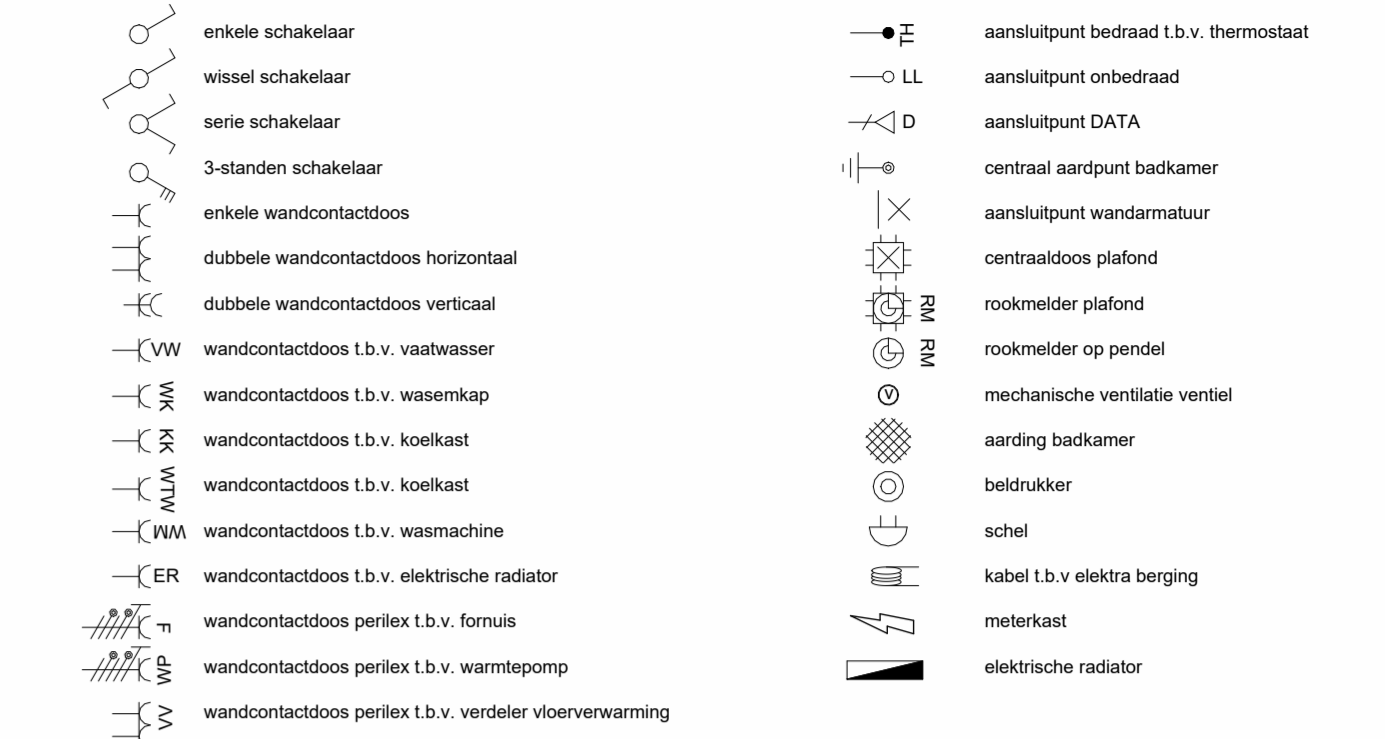 enkele schakelaar
wissel schakelaar
serie schakelaar
3-standen schakelaar
enkele wandcontactdoos
dubbele wandcontactdoos horizontaal
dubbele wandcontactdoos verticaal
VW wandcontactdoos t.b.v. vaatwasser
WK wandcontactdoos t.b.v. wasemkap
KK wandcontactdoos t.b.v. koelkast
WTW wandcontactdoos t.b.v. koelkast
WM wandcontactdoos t.b.v. wasmachine
ER wandcontactdoos t.b.v. elektrische radiator
F wandcontactdoos perilex t.b.v. fornuis
WP wandcontactdoos perilex t.b.v. warmtepomp
VV wandcontactdoos perilex t.b.v. verdeler vloerverwarming
TH aansluitpunt bedraad t.b.v. thermostaat
LL aansluitpunt onbedraad
D aansluitpunt DATA
centraal aardpunt badkamer
aansluitpunt wandarmatuur
centraaldoos plafond
RM rookmelder plafond
RM rookmelder op pendel
V mechanische ventilatie ventiel
aarding badkamer
beldrukker
schel
kabel t.b.v elektra berging
meterkast
elektrische radiator